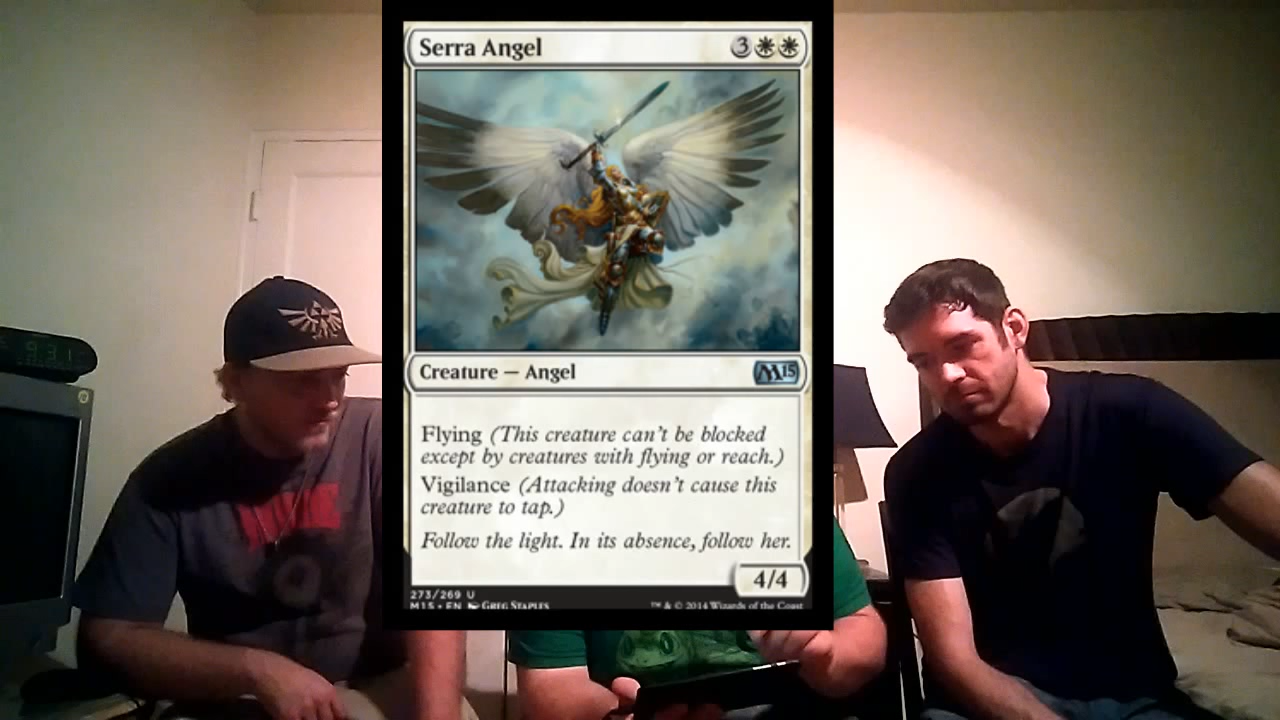 Serra Angel 3
Creature — Angel M15
Flying (This creature can't be blocked
except by creatures with flying or reach.)
Vigilance (Attacking doesn't cause this
creature to tap.)
Follow the light. In its absence, follow her.
4/4
273/269 U
M15 • EN Greg Staples ™ & © 2014 Wizards of the Coast